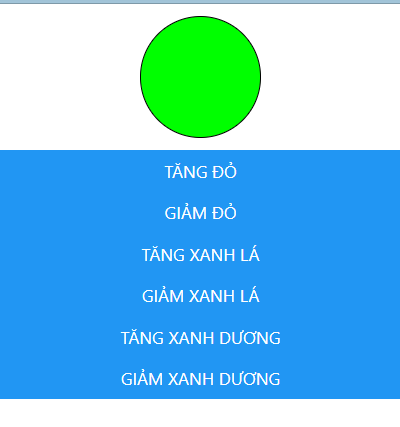 TĂNG ĐỎ
GIẢM ĐỎ
TĂNG XANH LÁ
GIẢM XANH LÁ
TĂNG XANH DƯƠNG
GIẢM XANH DƯƠNG